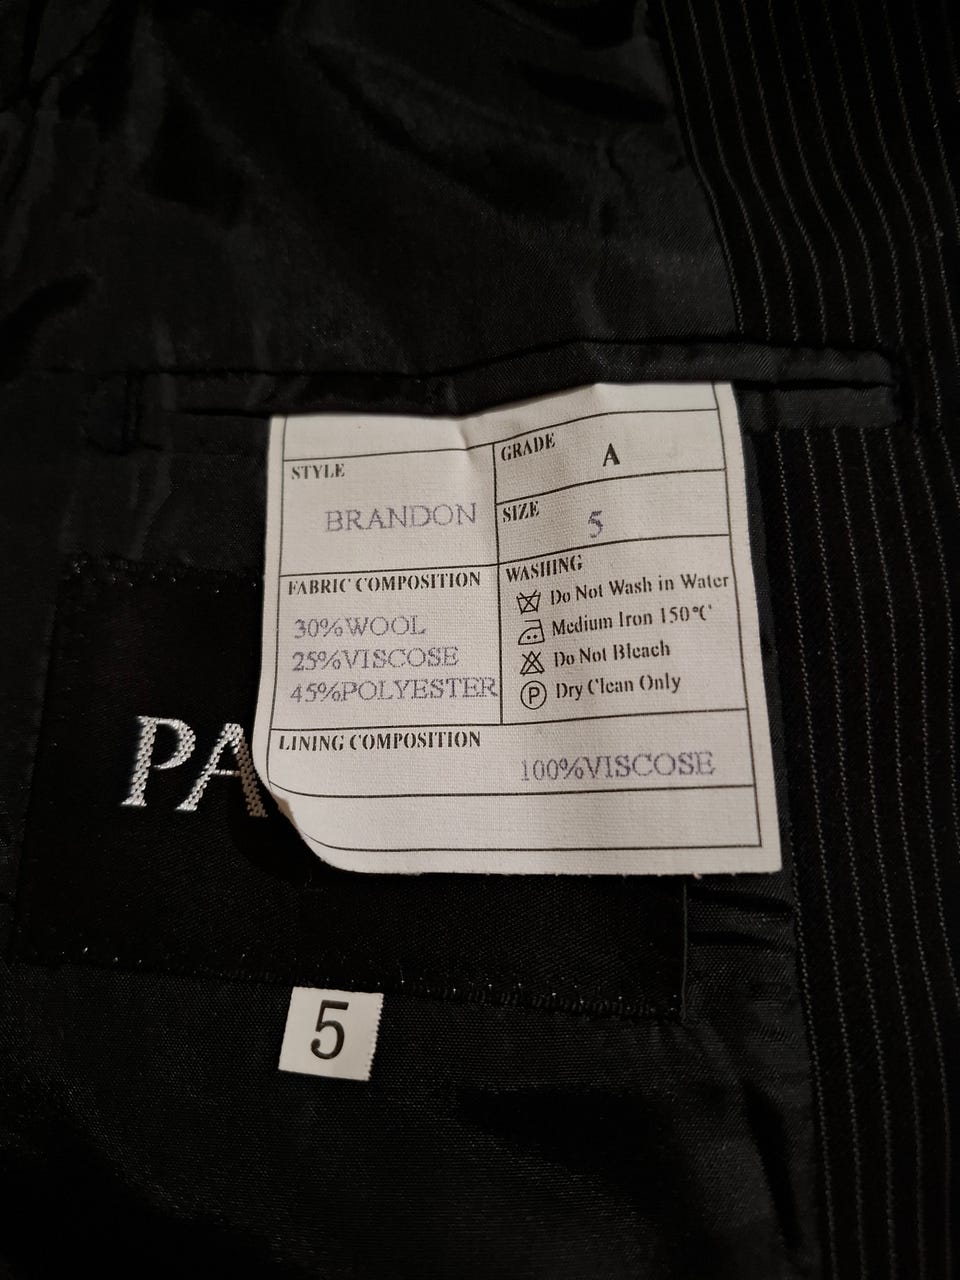 STYLE
BRANDON
GRADE
A
SIZE
5
FABRIC COMPOSITION
30%WOOL
25%VISCOSE
45%POLYESTER
WASHING
Do Not Wash in Water
Medium Iron 150℃
Do Not Bleach
P Dry Clean Only
LINING COMPOSITION
100%VISCOSE
PA
5